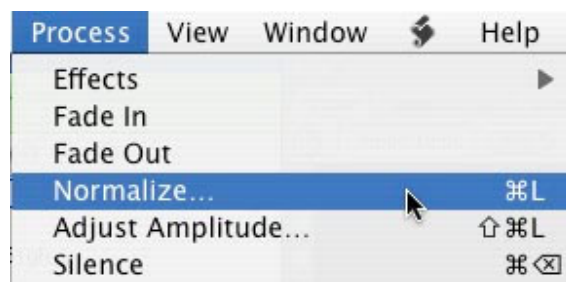 Process View Window Help
Effects
Fade In
Fade Out
Normalize... ⌘L
Adjust Amplitude... ⇧⌘L
Silence ⌘⌫